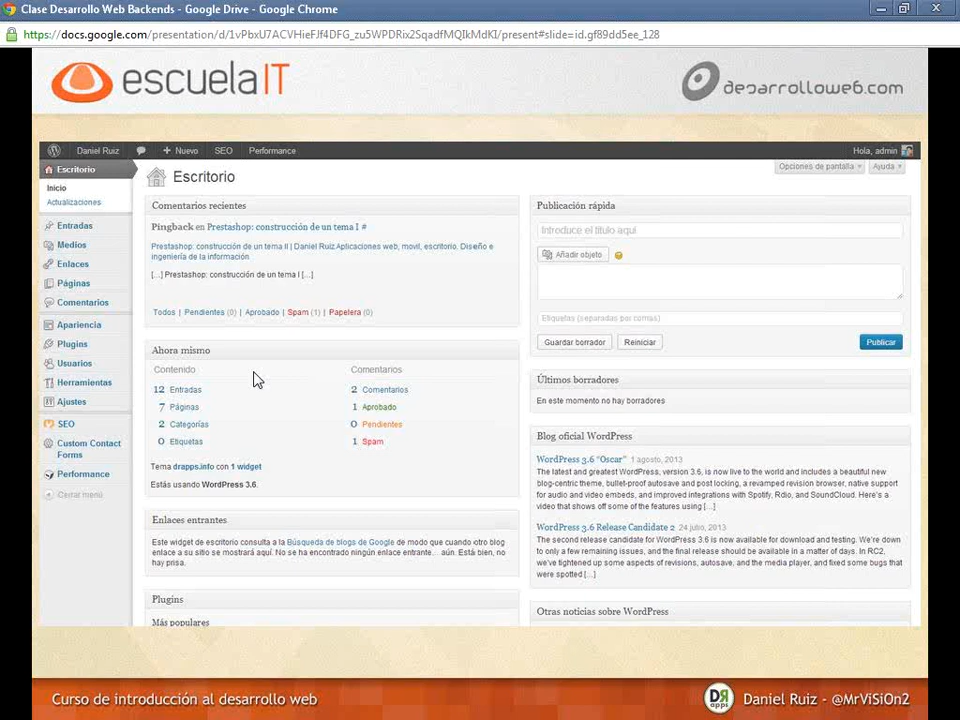 Clase Desarrollo Web Backends - Google Drive - Google Chrome
https://docs.google.com/presentation/d/1vPbxU7ACVHieFJf4DFG_zu5WPDRix2SqadfMQIkMdKI/present#slide=id.gf89dd5ee_128
escuelaIT
desarrolloweb.com
Daniel Ruiz
Nuevo
SEO
Performance
Hola, admin
Escritorio
Inicio
Actualizaciones
Entradas
Medios
Enlaces
Páginas
Comentarios
Apariencia
Plugins
Usuarios
Herramientas
Ajustes
SEO
Custom Contact
Forms
Performance
Cerrar menú
Opciones de pantalla
Ayuda
Escritorio
Comentarios recientes
Pingback en Prestashop: construcción de un tema I #
Prestashop: construcción de un tema II | Daniel Ruiz Aplicaciones web, movil, escritorio. Diseño e
ingeniería de la información
[...] Prestashop: construcción de un tema I [...]
Todos | Pendientes (0) | Aprobado | Spam (1) | Papelera (0)
Ahora mismo
Contenido
Comentarios
12 Entradas
2 Comentarios
7 Páginas
1 Aprobado
2 Categorías
0 Pendientes
0 Etiquetas
1 Spam
Tema drapps.info con 1 widget
Estás usando WordPress 3.6.
Enlaces entrantes
Este widget de escritorio consulta a la Búsqueda de blogs de Google de modo que cuando otro blog
enlace a su sitio se mostrará aquí. No se ha encontrado ningún enlace entrante... aún. Está bien, no
hay prisa.
Plugins
Más populares
Publicación rápida
Introduce el título aquí
Añadir objeto
Etiquetas (separadas por comas)
Guardar borrador
Reiniciar
Publicar
Últimos borradores
En este momento no hay borradores
Blog oficial WordPress
WordPress 3.6 “Oscar” 1 agosto, 2013
The latest and greatest WordPress, version 3.6, is now live to the world and includes a beautiful new
blog-centric theme, bullet-proof autosave and post locking, a revamped revision browser, native support
for audio and video embeds, and improved integrations with Spotify, Rdio, and SoundCloud. Here’s a
video that shows off some of the features using [...]
WordPress 3.6 Release Candidate 2 24 julio, 2013
The second release candidate for WordPress 3.6 is now available for download and testing. We’re down
to only a few remaining issues, and the final release should be available in a matter of days. In RC2,
we’ve tightened up some aspects of revisions, autosave, and the media player, and fixed some bugs that
were spotted [...]
Otras noticias sobre WordPress
Curso de introducción al desarrollo web
DR
apps
Daniel Ruiz - @MrViSiOn2